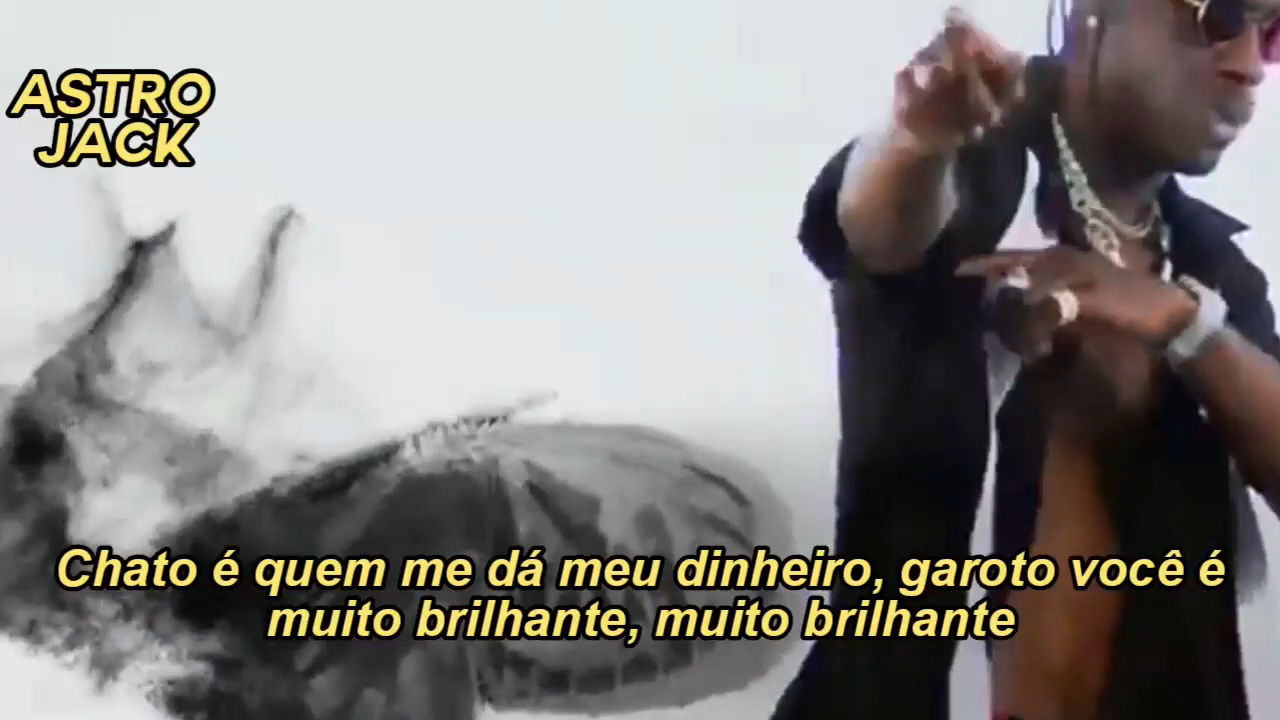 ASTRO
JACK
Chato é quem me dá meu dinheiro, garoto você é
muito brilhante, muito brilhante